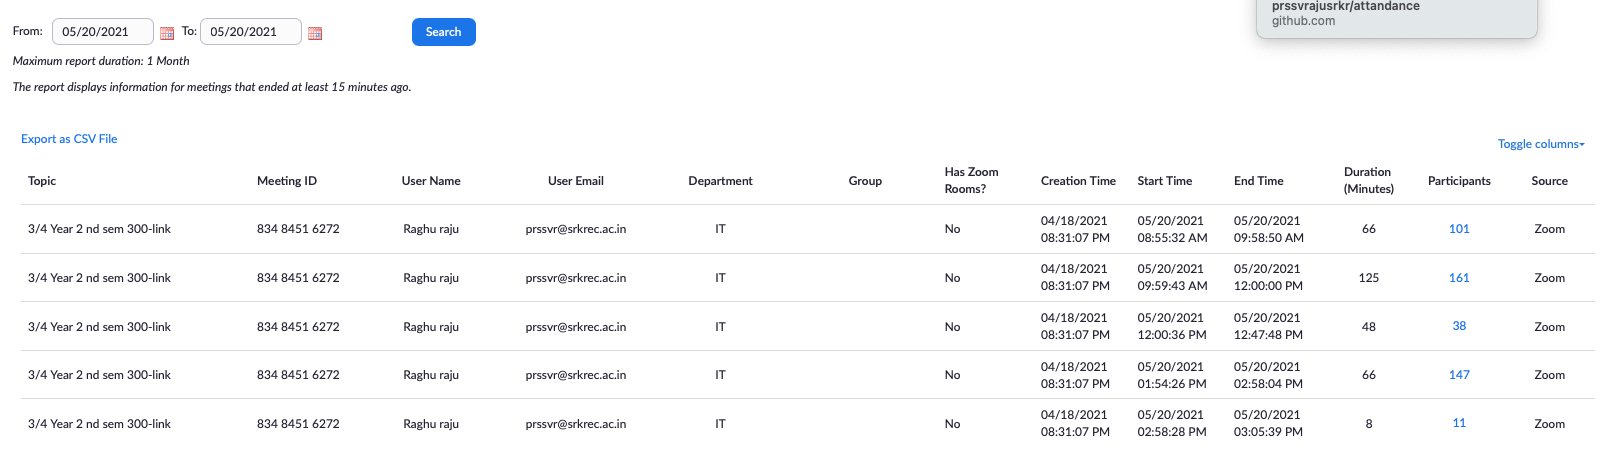 prssvrajusrkr/attandance
github.com
From: 05/20/2021 To: 05/20/2021 Search
Maximum report duration: 1 Month
The report displays information for meetings that ended at least 15 minutes ago.
Export as CSV File
Toggle columns
Topic Meeting ID User Name User Email Department Group Has Zoom Rooms? Creation Time Start Time End Time Duration (Minutes) Participants Source
3/4 Year 2 nd sem 300-link 834 8451 6272 Raghu raju prssvr@srkrec.ac.in IT No 04/18/2021 08:31:07 PM 05/20/2021 08:55:32 AM 05/20/2021 09:58:50 AM 66 101 Zoom
3/4 Year 2 nd sem 300-link 834 8451 6272 Raghu raju prssvr@srkrec.ac.in IT No 04/18/2021 08:31:07 PM 05/20/2021 09:59:43 AM 05/20/2021 12:00:00 PM 125 161 Zoom
3/4 Year 2 nd sem 300-link 834 8451 6272 Raghu raju prssvr@srkrec.ac.in IT No 04/18/2021 08:31:07 PM 05/20/2021 12:00:36 PM 05/20/2021 12:47:48 PM 48 38 Zoom
3/4 Year 2 nd sem 300-link 834 8451 6272 Raghu raju prssvr@srkrec.ac.in IT No 04/18/2021 08:31:07 PM 05/20/2021 01:54:26 PM 05/20/2021 02:58:04 PM 66 147 Zoom
3/4 Year 2 nd sem 300-link 834 8451 6272 Raghu raju prssvr@srkrec.ac.in IT No 04/18/2021 08:31:07 PM 05/20/2021 02:58:28 PM 05/20/2021 03:05:39 PM 8 11 Zoom